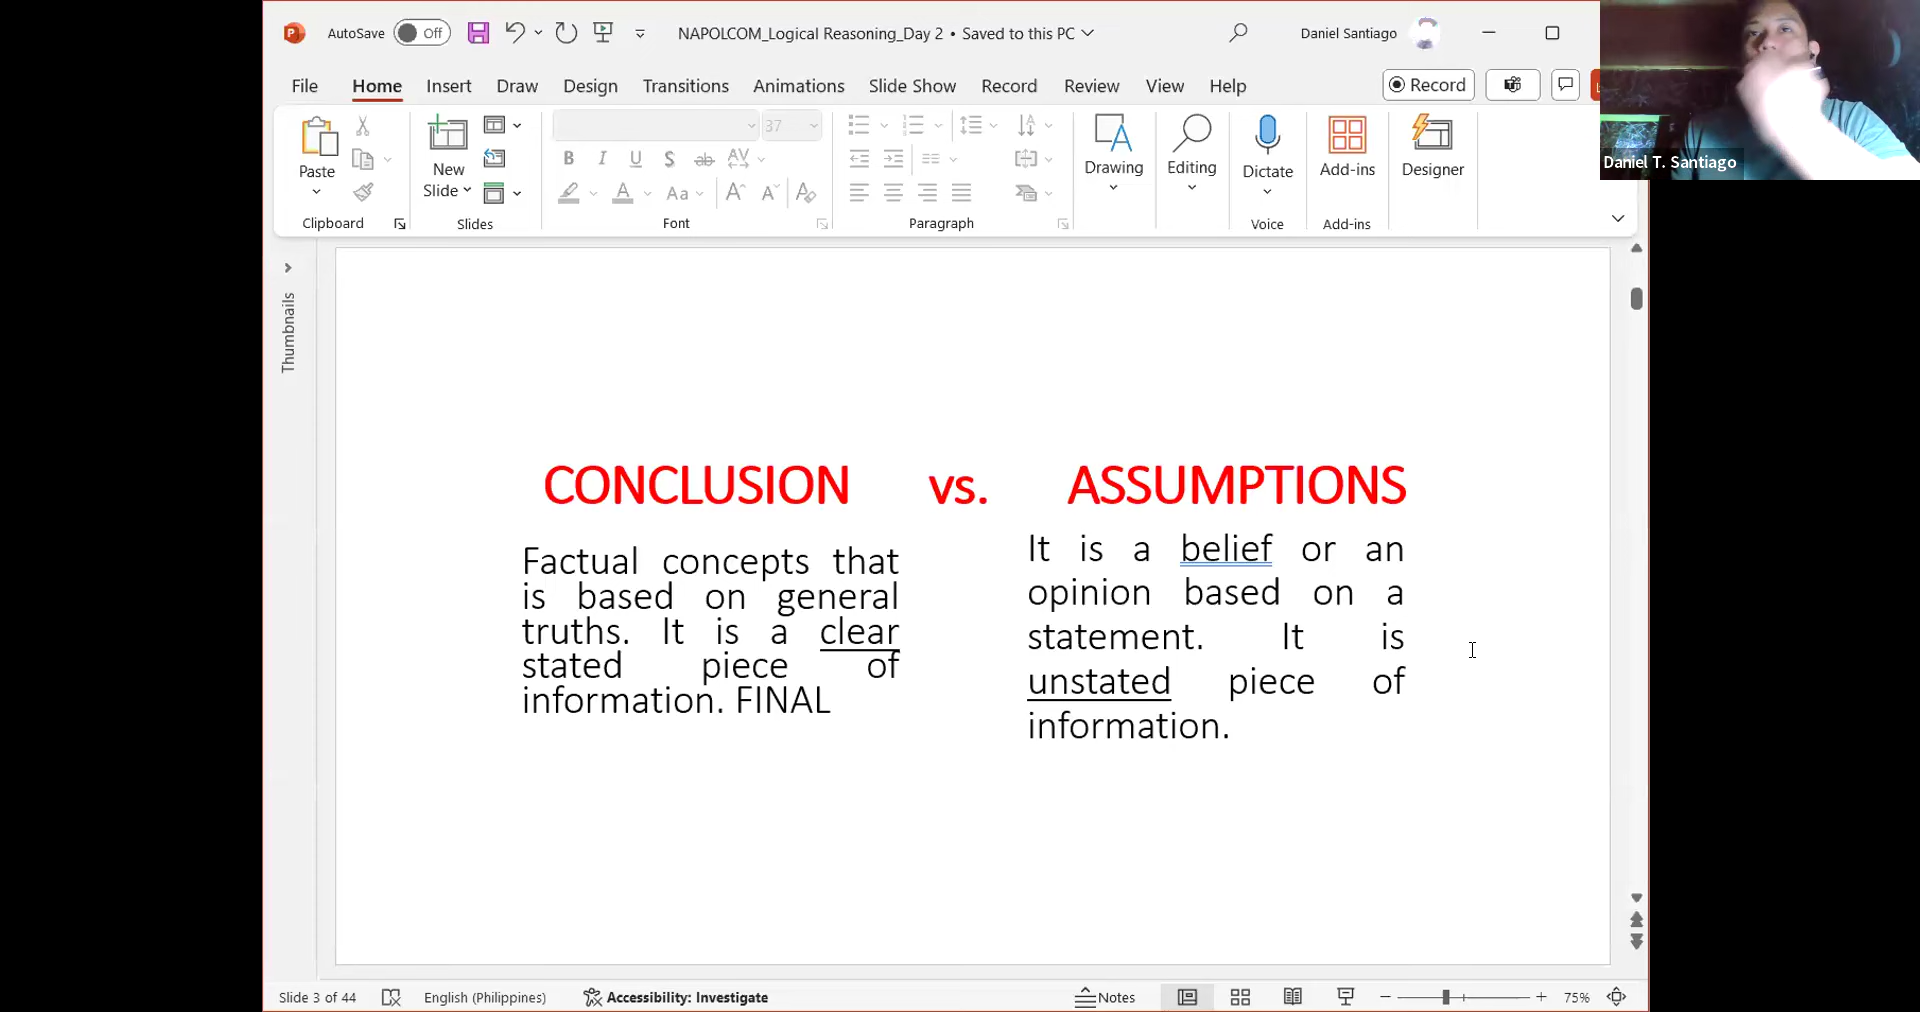 AutoSave Off NAPOLCOM_Logical Reasoning_Day 2 • Saved to this PC Daniel Santiago
File Home Insert Draw Design Transitions Animations Slide Show Record Review View Help Record
Paste
New
Slide
37
B I U S ab AV
A Aa A A A
Drawing
Editing
Dictate
Add-ins
Designer
Clipboard Slides Font Paragraph Voice Add-ins
Daniel T. Santiago
Thumbnails
CONCLUSION vs. ASSUMPTIONS
Factual concepts that
is based on general
truths. It is a clear
stated piece of
information. FINAL
It is a belief or an
opinion based on a
statement. It is
unstated piece of
information.
Slide 3 of 44 English (Philippines) Accessibility: Investigate Notes 75%